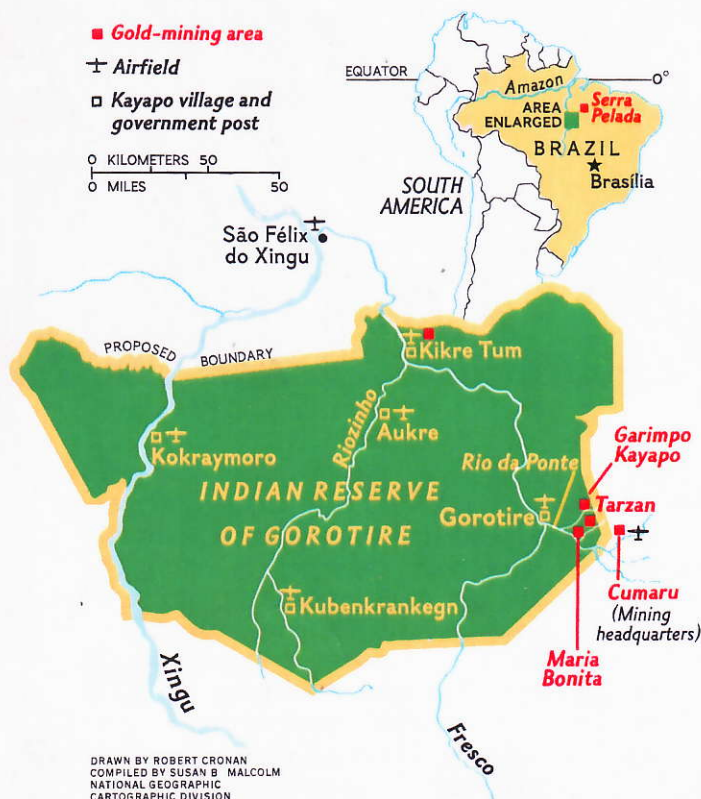 Gold-mining area
Airfield
Kayapo village and
government post
0 KILOMETERS 50
0 MILES 50
EQUATOR
0°
Amazon
AREA
ENLARGED
Serra
Pelada
BRAZIL
Brasília
SOUTH
AMERICA
São Félix
do Xingu
PROPOSED BOUNDARY
Kikre Tum
Riozinho
Aukre
Kokraymoro
Garimpo
Kayapo
Rio da Ponte
INDIAN RESERVE
OF GOROTIRE
Gorotire
Tarzan
Cumaru
(Mining
headquarters)
Kubenkrankegn
Maria
Bonita
Xingu
Fresco
DRAWN BY ROBERT CRONAN
COMPILED BY SUSAN B MALCOLM
NATIONAL GEOGRAPHIC
CARTOGRAPHIC DIVISION